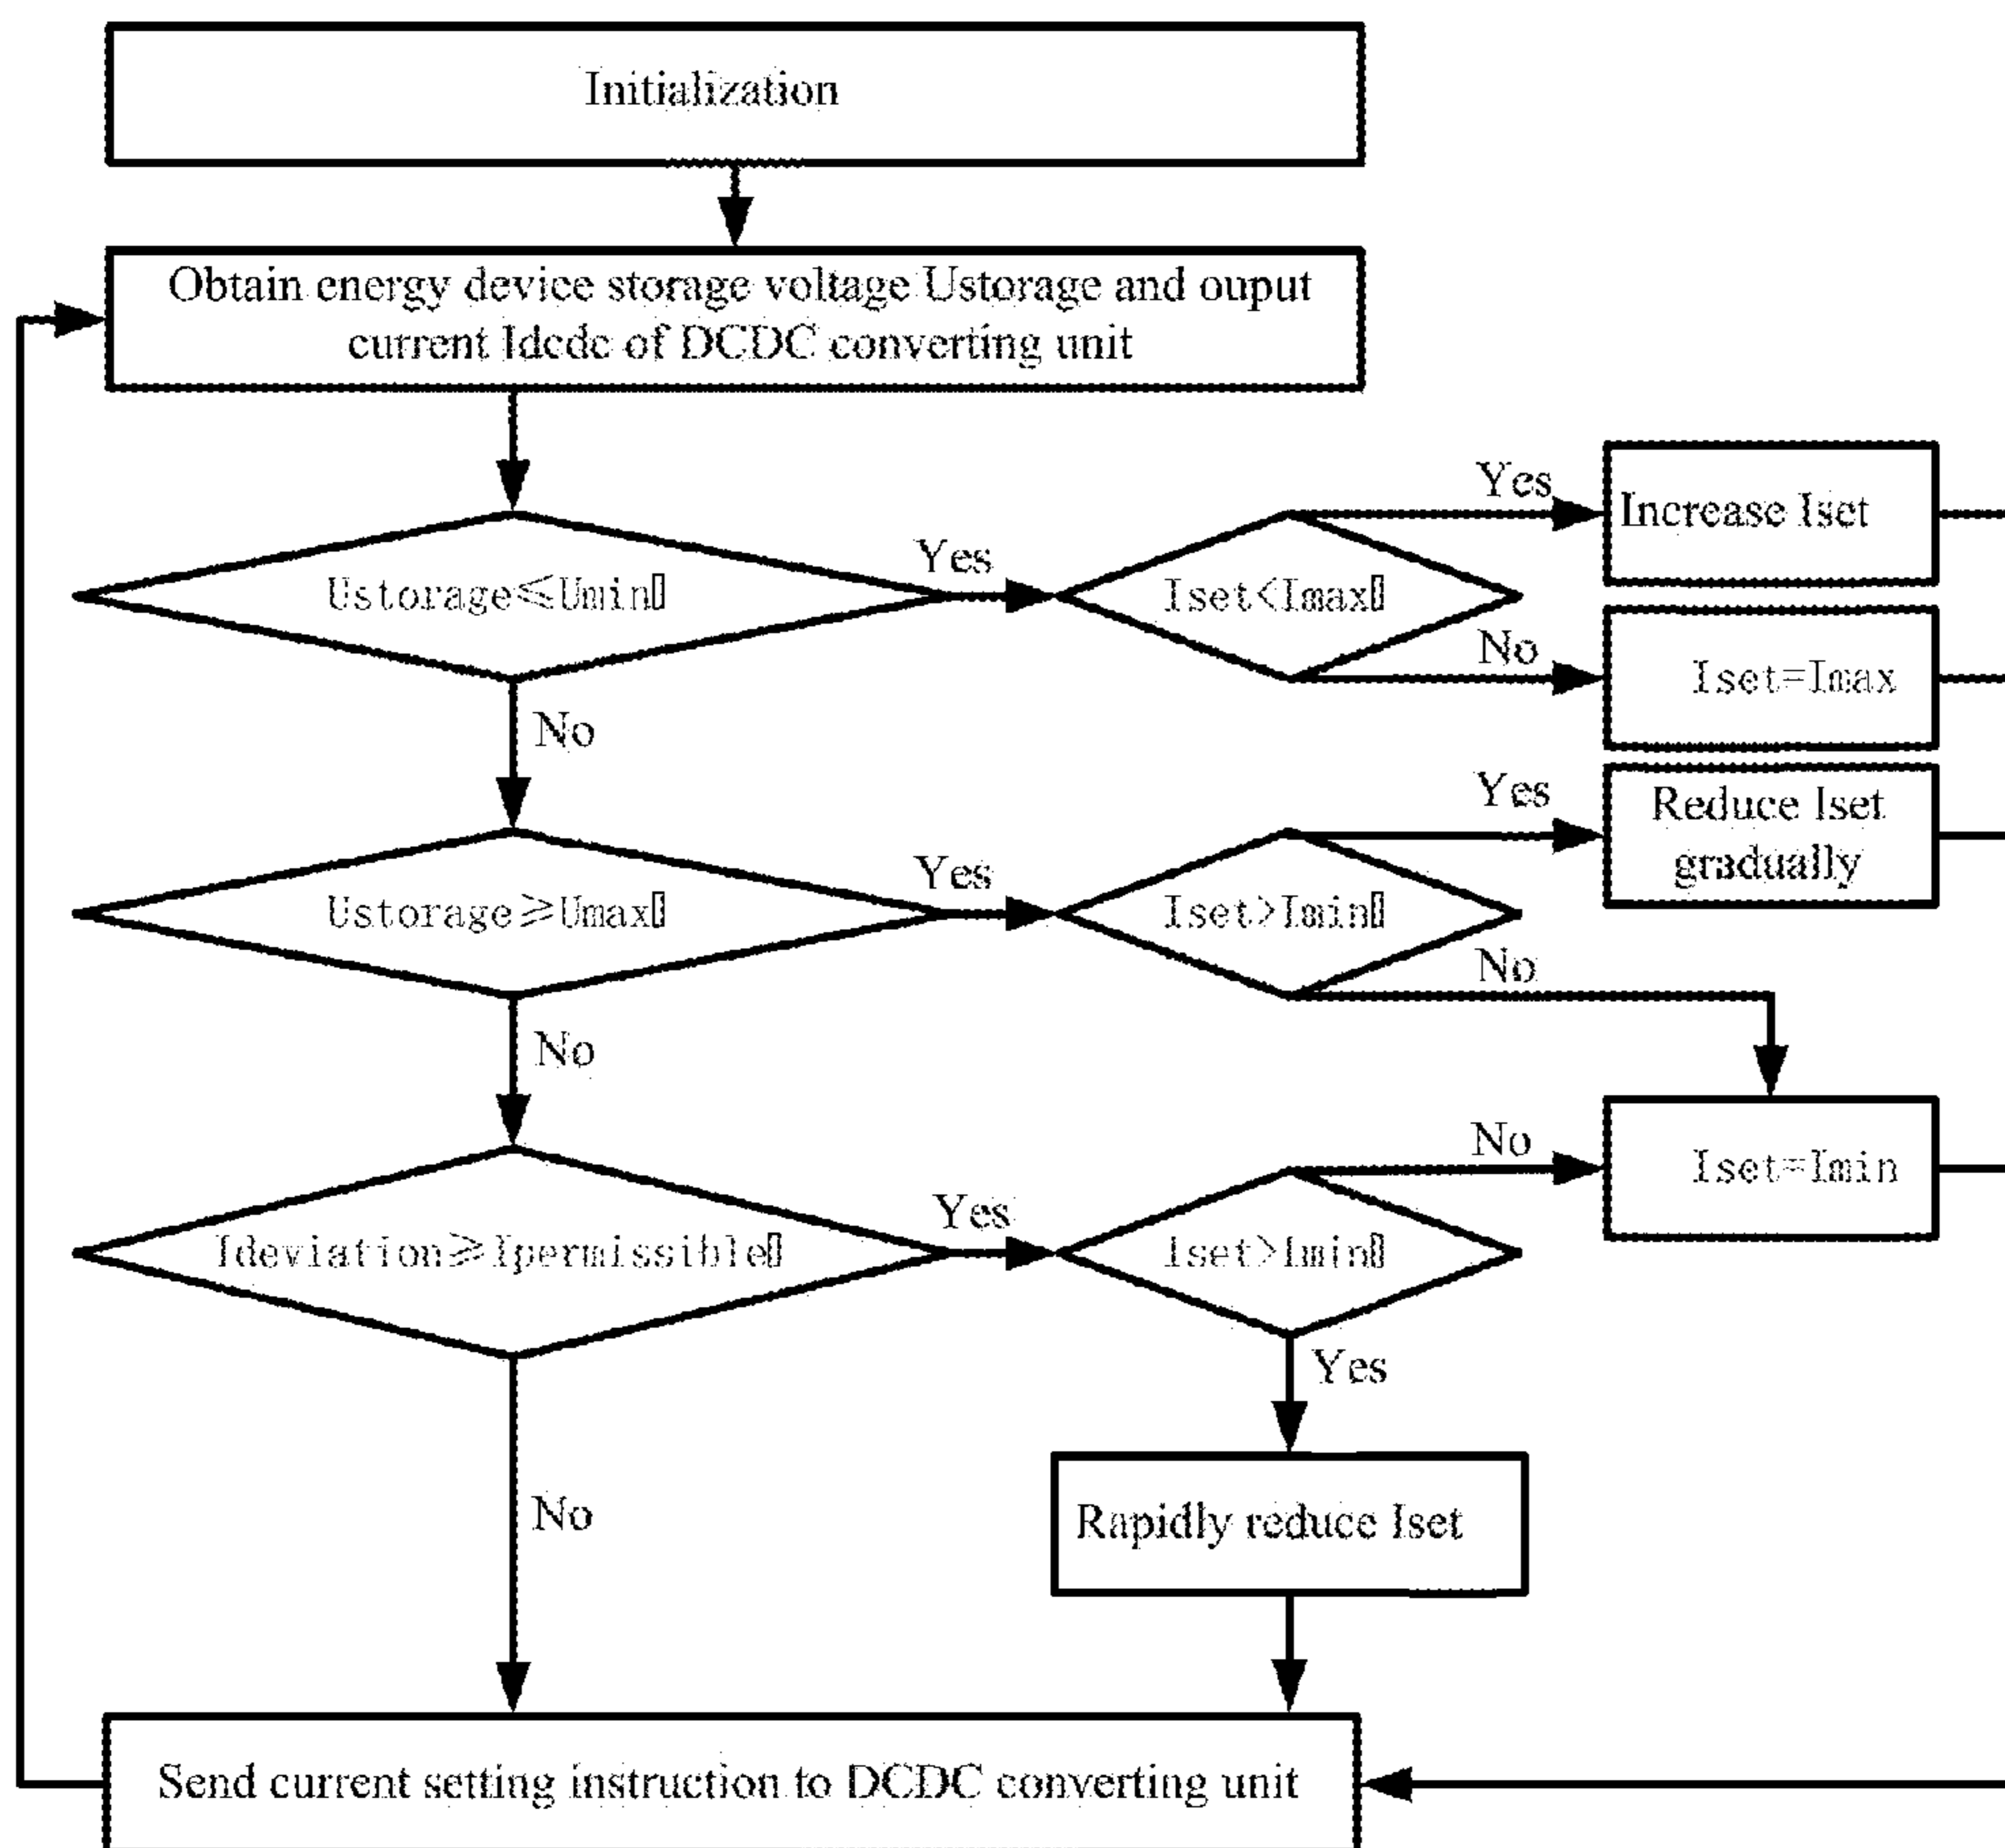 Initialization
Obtain energy device storage voltage Ustorage and ouput
current Idcdc of DCDC converting unit
Yes
Increase Iset
Yes
Ustorage≤Umin▯
Iset<Imax▯
No
Iset=Imax
No
Yes
Reduce Iset
gradually
Yes
Ustorage≥Umax▯
Iset>Imin▯
No
No
No
Iset=Imin
Yes
Ideviation≥Ipermissible▯
Iset>Imin▯
Yes
No
Rapidly reduce Iset
Send current setting instruction to DCDC converting unit